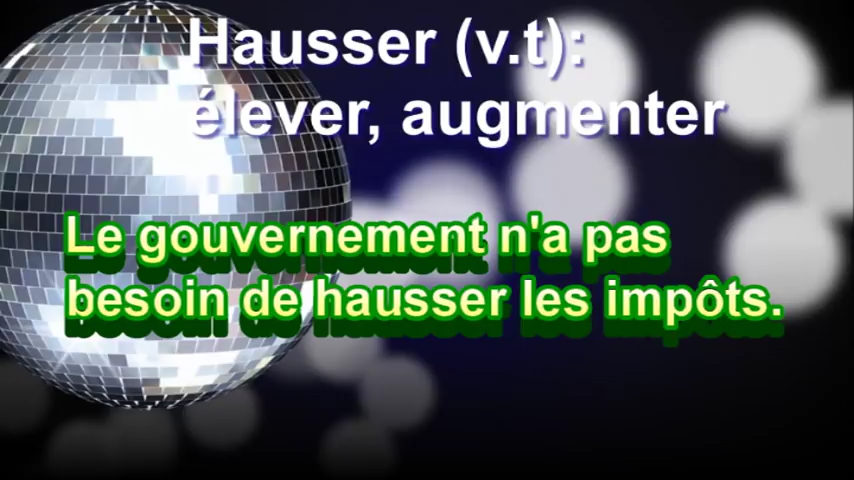 Hausser (v.t):
élever, augmenter
Le gouvernement n'a pas
besoin de hausser les impôts.